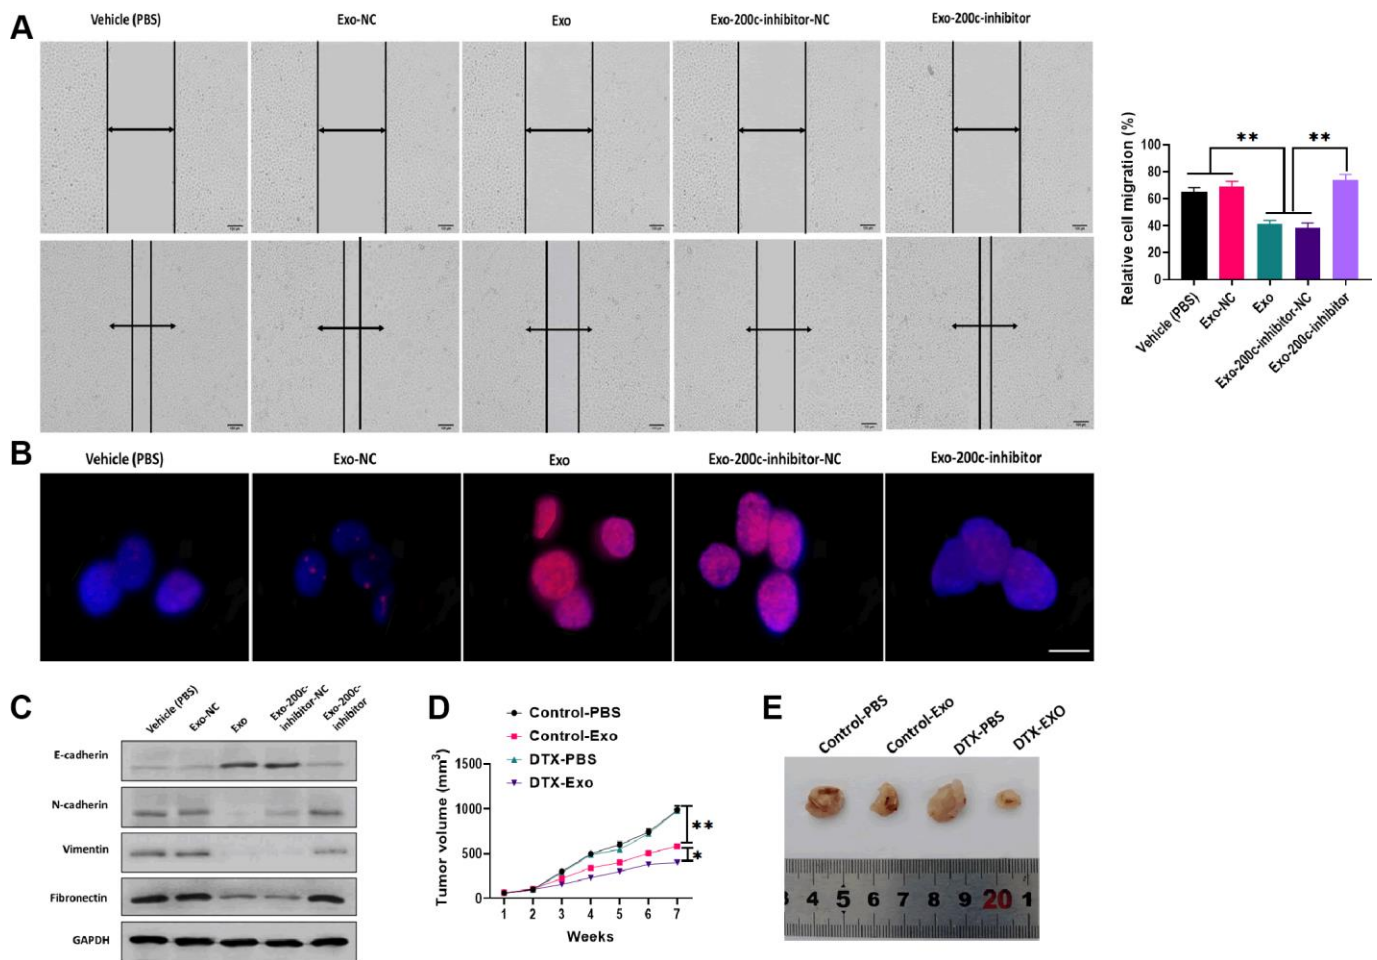 A
Vehicle (PBS)
Exo-NC
Exo
Exo-200c-inhibitor-NC
Exo-200c-inhibitor
Relative cell migration (%)
100
80
60
40
20
0
**
**
Vehicle (PBS)
Exo-NC
Exo
Exo-200c-inhibitor-NC
Exo-200c-inhibitor
B
Vehicle (PBS)
Exo-NC
Exo
Exo-200c-inhibitor-NC
Exo-200c-inhibitor
C
Vehicle (PBS)
Exo-NC
Exo
Exo-200c-
inhibitor-NC
Exo-200c-
inhibitor
E-cadherin
N-cadherin
Vimentin
Fibronectin
GAPDH
D
Control-PBS
Control-Exo
DTX-PBS
DTX-Exo
Tumor volume (mm³)
1500
1000
500
0
**
*
1 2 3 4 5 6 7
Weeks
E
Control-PBS
Control-Exo
DTX-PBS
DTX-EXO
4 5 6 7 8 9 20 1